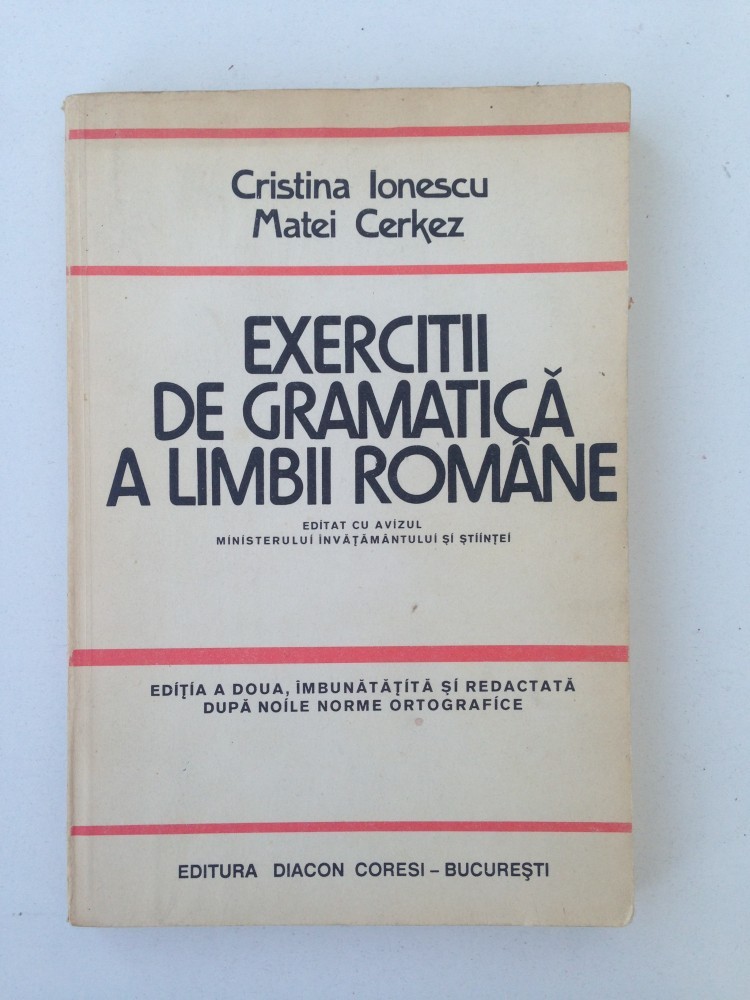 Cristina Ionescu
Matei Cerkez
EXERCITII
DE GRAMATICĂ
A LIMBII ROMÂNE
EDITAT CU AVIZUL
MINISTERULUI ÎNVĂȚĂMÂNTULUI ȘI ȘTIINȚEI
EDIȚIA A DOUA, ÎMBUNĂTĂȚITĂ ȘI REDACTATĂ
DUPĂ NOILE NORME ORTOGRAFICE
EDITURA DIACON CORESI – BUCUREȘTI